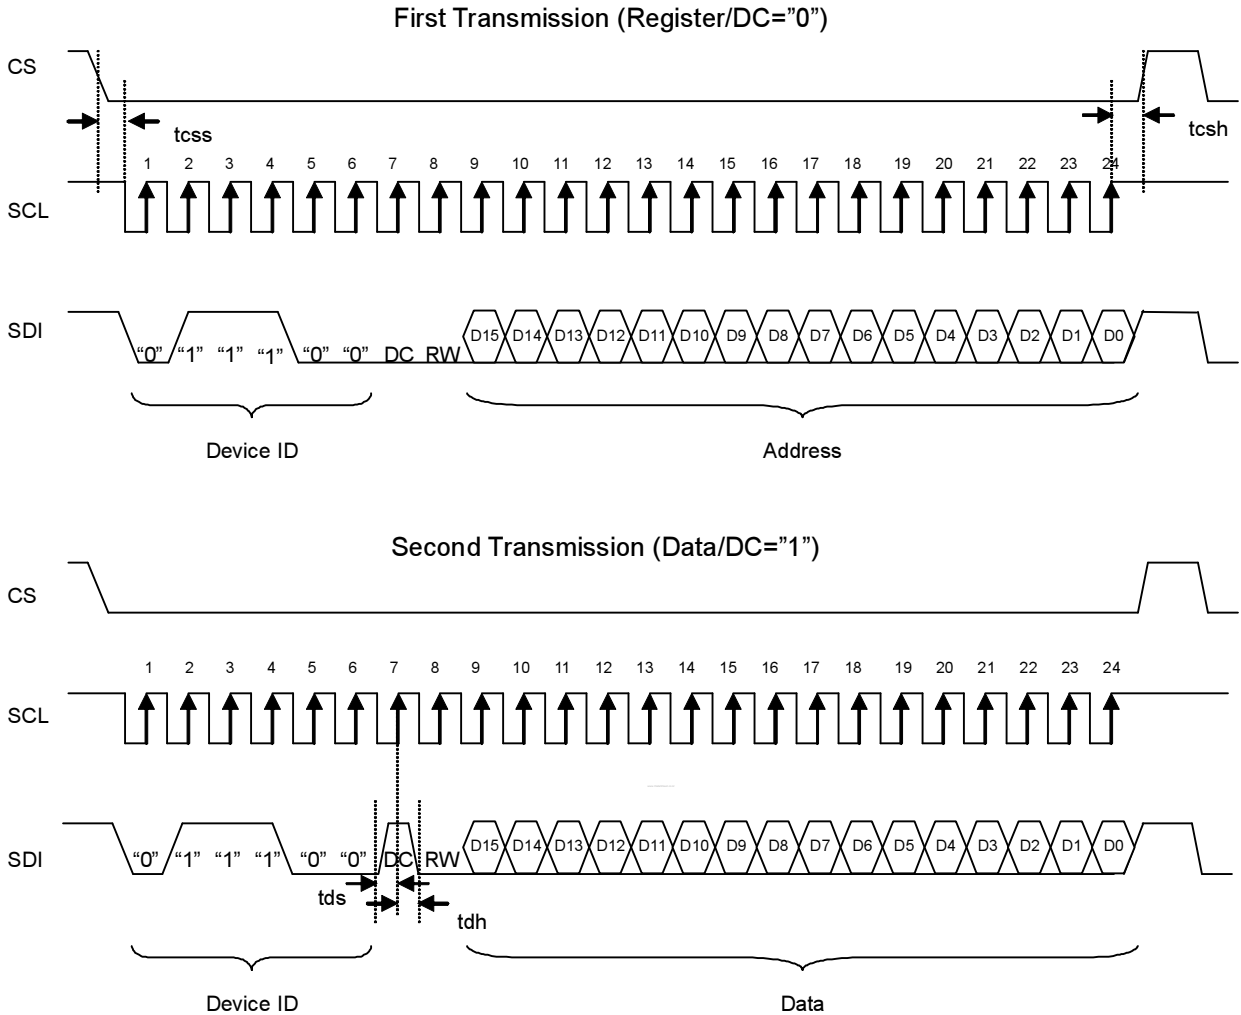 First Transmission (Register/DC=”0”)
CS
tcss
tcsh
1 2 3 4 5 6 7 8 9 10 11 12 13 14 15 16 17 18 19 20 21 22 23 24
SCL
SDI
“0” “1” “1” “1” “0” “0” DC RW D15 D14 D13 D12 D11 D10 D9 D8 D7 D6 D5 D4 D3 D2 D1 D0
Device ID
Address
Second Transmission (Data/DC=”1”)
CS
1 2 3 4 5 6 7 8 9 10 11 12 13 14 15 16 17 18 19 20 21 22 23 24
SCL
SDI
“0” “1” “1” “1” “0” “0” DC RW D15 D14 D13 D12 D11 D10 D9 D8 D7 D6 D5 D4 D3 D2 D1 D0
tds
tdh
Device ID
Data